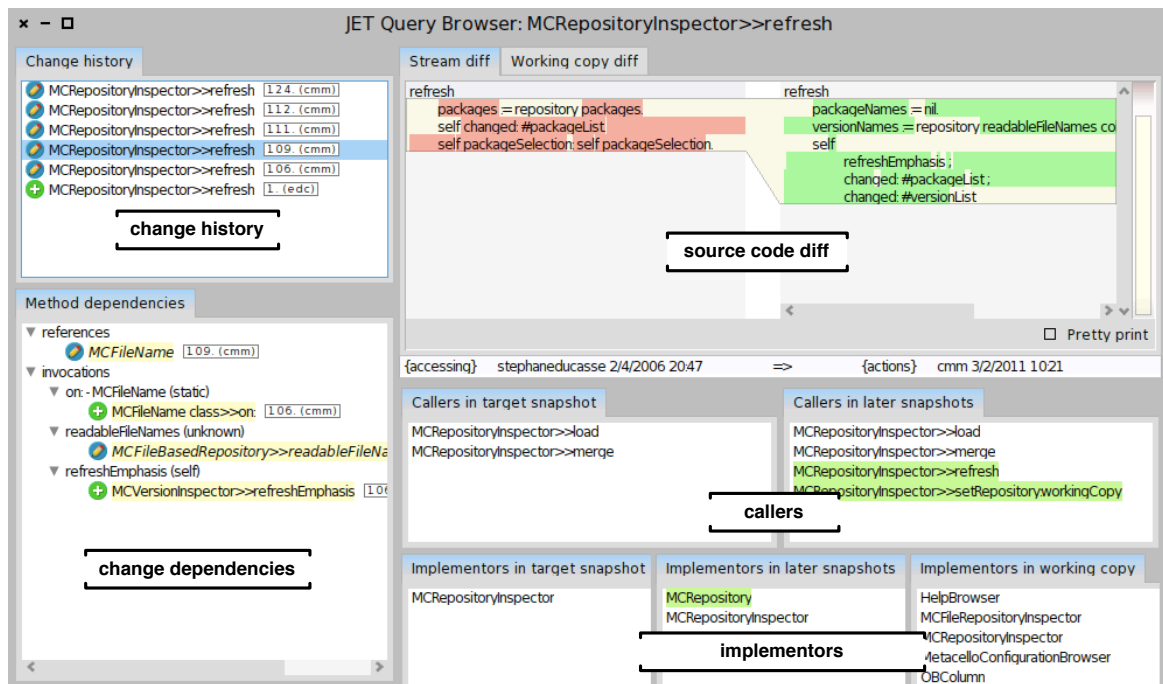 JET Query Browser: MCRepositoryInspector>>refresh
Change history
MCRepositoryInspector>>refresh 124. (cmm)
MCRepositoryInspector>>refresh 112. (cmm)
MCRepositoryInspector>>refresh 111. (cmm)
MCRepositoryInspector>>refresh 109. (cmm)
MCRepositoryInspector>>refresh 106. (cmm)
MCRepositoryInspector>>refresh 1. (edc)
change history
Stream diff Working copy diff
refresh
packages := repository packages.
self changed: #packageList
self packageSelection: self packageSelection.
refresh
packageNames := nil.
versionNames := repository readableFileNames co
self
refreshEmphasis ;
changed: #packageList ;
changed: #versionList
source code diff
Pretty print
{accessing} stephaneducasse 2/4/2006 20:47 => {actions} cmm 3/2/2011 10:21
Method dependencies
references
MCFileName 109. (cmm)
invocations
on: - MCFileName (static)
MCFileName class>>on: 106. (cmm)
readableFileNames (unknown)
MCFileBasedRepository>>readableFileNa
refreshEmphasis (self)
MCVersionInspector>>refreshEmphasis 106
change dependencies
Callers in target snapshot
MCRepositoryInspector>>load
MCRepositoryInspector>>merge
Callers in later snapshots
MCRepositoryInspector>>load
MCRepositoryInspector>>merge
MCRepositoryInspector>>refresh
MCRepositoryInspector>>setRepository:workingCopy
callers
Implementors in target snapshot
MCRepositoryInspector
Implementors in later snapshots
MCRepository
MCRepositoryInspector
implementors
Implementors in working copy
HelpBrowser
MCFileRepositoryInspector
MCRepositoryInspector
MetacelloConfigurationBrowser
OBColumn